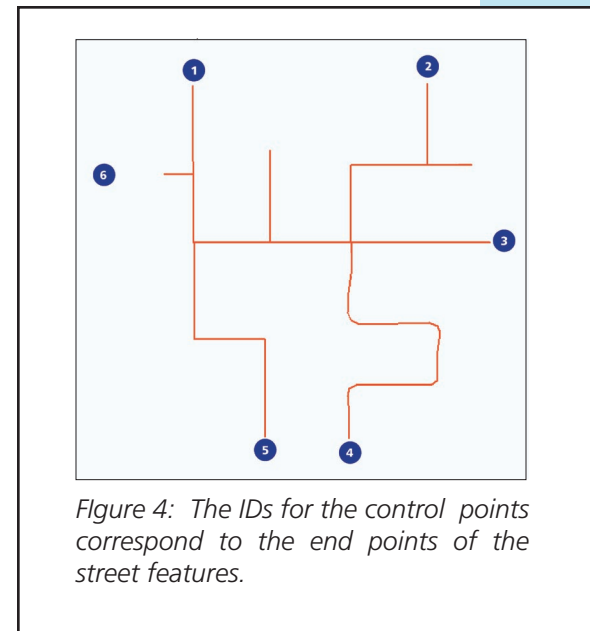 1
2
6
3
5
4
FIgure 4: The IDs for the control points
correspond to the end points of the
street features.